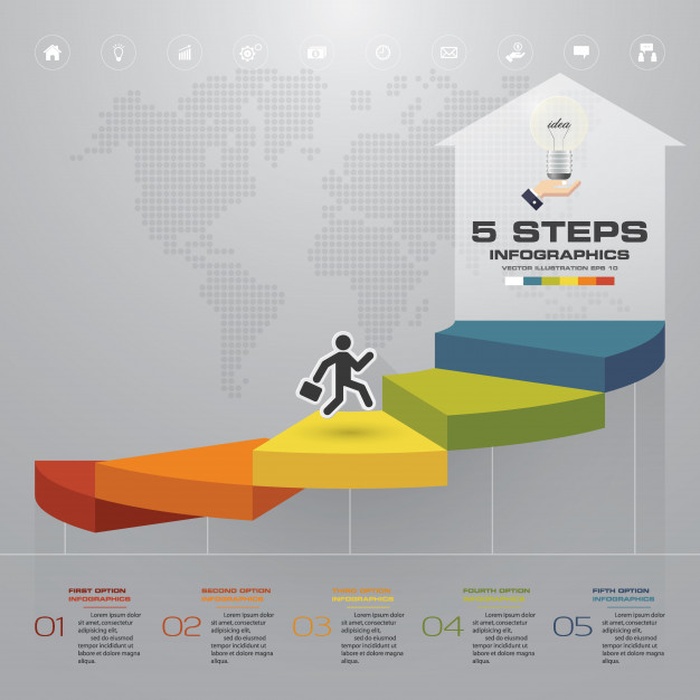 idea
5 STEPS
INFOGRAPHICS
VECTOR ILLUSTRATION EPS 10
FIRST OPTION
INFOGRAPHICS
01
Lorem ipsum dolor
sit amet, consectetur
adipisicing elit,
sed do eiusmod
tempor incididunt ut
labore et dolore magna
aliqua.
SECOND OPTION
INFOGRAPHICS
02
Lorem ipsum dolor
sit amet, consectetur
adipisicing elit,
sed do eiusmod
tempor incididunt ut
labore et dolore magna
aliqua.
THIRD OPTION
INFOGRAPHICS
03
Lorem ipsum dolor
sit amet, consectetur
adipisicing elit,
sed do eiusmod
tempor incididunt ut
labore et dolore magna
aliqua.
FOURTH OPTION
INFOGRAPHICS
04
Lorem ipsum dolor
sit amet, consectetur
adipisicing elit,
sed do eiusmod
tempor incididunt ut
labore et dolore magna
aliqua.
FIFTH OPTION
INFOGRAPHICS
05
Lorem ipsum dolor
sit amet, consectetur
adipisicing elit,
sed do eiusmod
tempor incididunt ut
labore et dolore magna
aliqua.